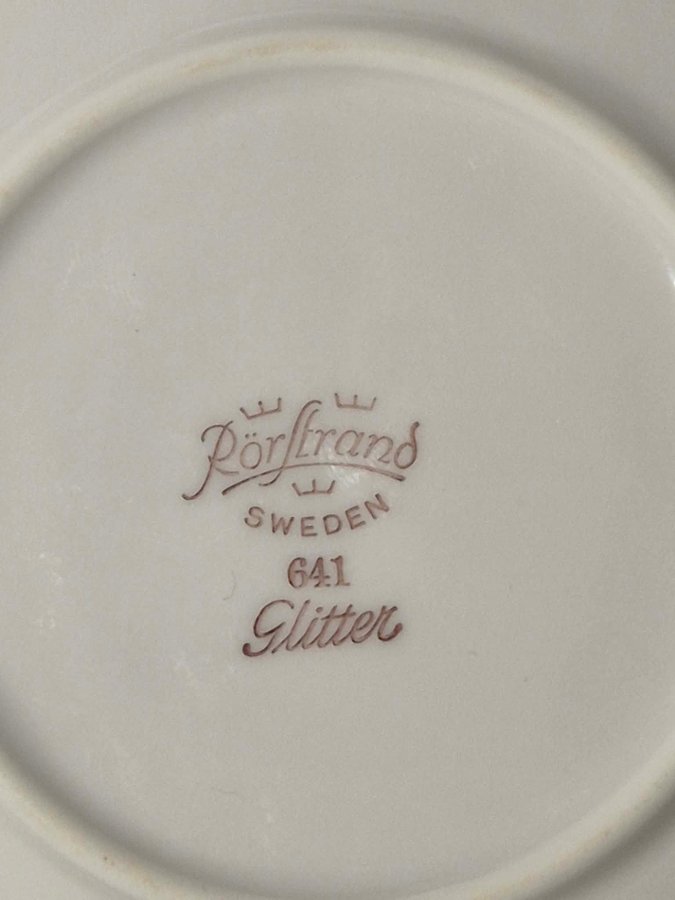 Rörstrand
SWEDEN
641
Glitter